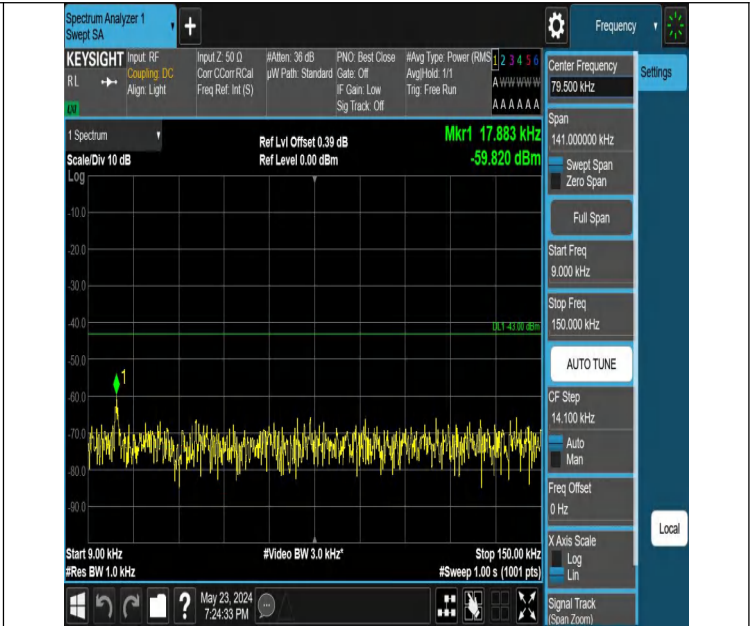 Spectrum Analyzer 1
Swept SA
+
Frequency
KEYSIGHT
RL
Input: RF
Coupling: DC
Align: Light
Input Z: 50 Ω
Corr CCorr RCal
Freq Ref: Int (S)
#Atten: 36 dB
µW Path: Standard
PNO: Best Close
Gate: Off
IF Gain: Low
Sig Track: Off
#Avg Type: Power (RMS
Avg|Hold: 1/1
Trig: Free Run
1 2 3 4 5 6
A W W W W W
A A A A A A
1 Spectrum
Scale/Div 10 dB
Log
Ref Lvl Offset 0.39 dB
Ref Level 0.00 dBm
Mkr1 17.883 kHz
-59.820 dBm
-10.0
-20.0
-30.0
-40.0
DL1 -43.00 dBm
-50.0
1
-60.0
-70.0
-80.0
-90.0
Start 9.00 kHz
#Res BW 1.0 kHz
#Video BW 3.0 kHz*
Stop 150.00 kHz
#Sweep 1.00 s (1001 pts)
?
May 23, 2024
7:24:33 PM
Center Frequency
79.500 kHz
Settings
Span
141.000000 kHz
Swept Span
Zero Span
Full Span
Start Freq
9.000 kHz
Stop Freq
150.000 kHz
AUTO TUNE
CF Step
14.100 kHz
Auto
Man
Freq Offset
0 Hz
X Axis Scale
Log
Lin
Local
Signal Track
(Span Zoom)